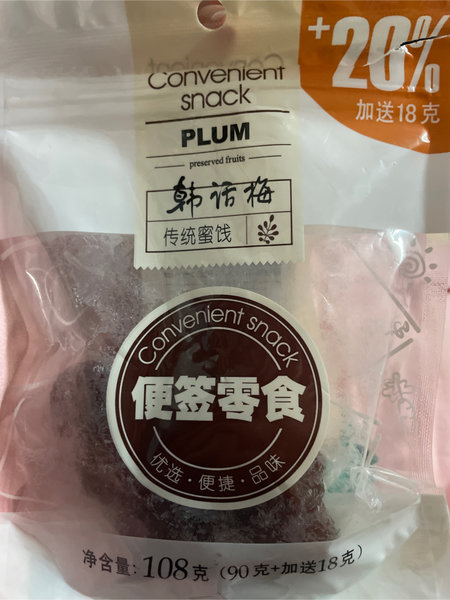 +20%
加送18克
Convenient
snack
PLUM
preserved fruits
韩话梅
传统蜜饯
Convenient snack
便签零食
优选·便捷·品味
净含量: 108克 (90克+加送18克)